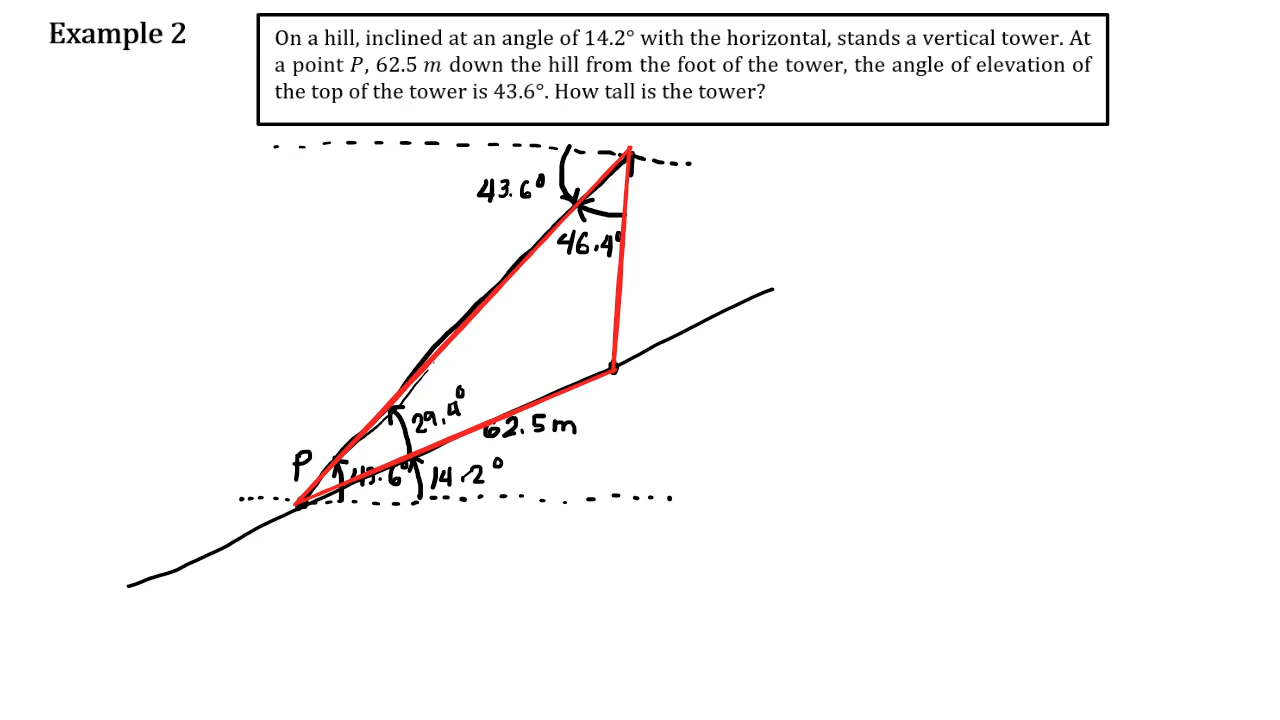 Example 2
On a hill, inclined at an angle of 14.2° with the horizontal, stands a vertical tower. At
a point P, 62.5 m down the hill from the foot of the tower, the angle of elevation of
the top of the tower is 43.6°. How tall is the tower?
43.6°
46.4°
29.4°
62.5m
P
43.6°
14.2°